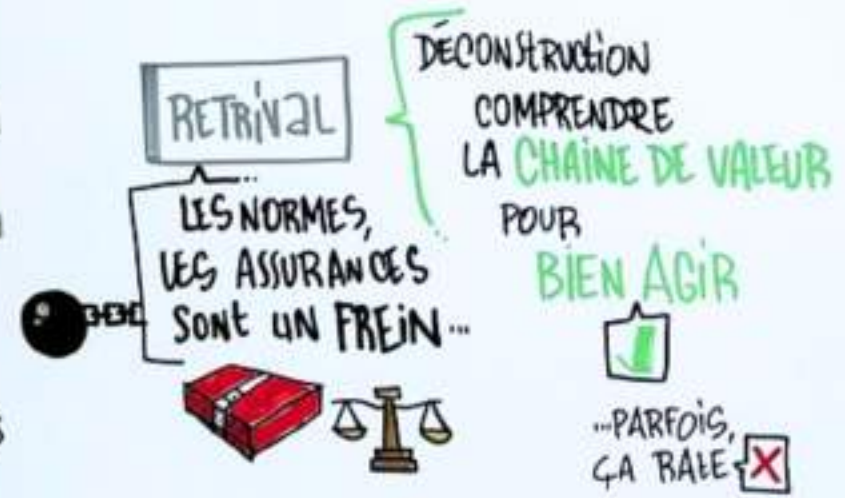 RETRIVAL
LES NORMES,
LES ASSURANCES
SONT UN FREIN...
DÉCONSTRUCTION
COMPRENDRE
LA CHAINE DE VALEUR
POUR
BIEN AGIR
...PARFOIS,
ÇA RATE